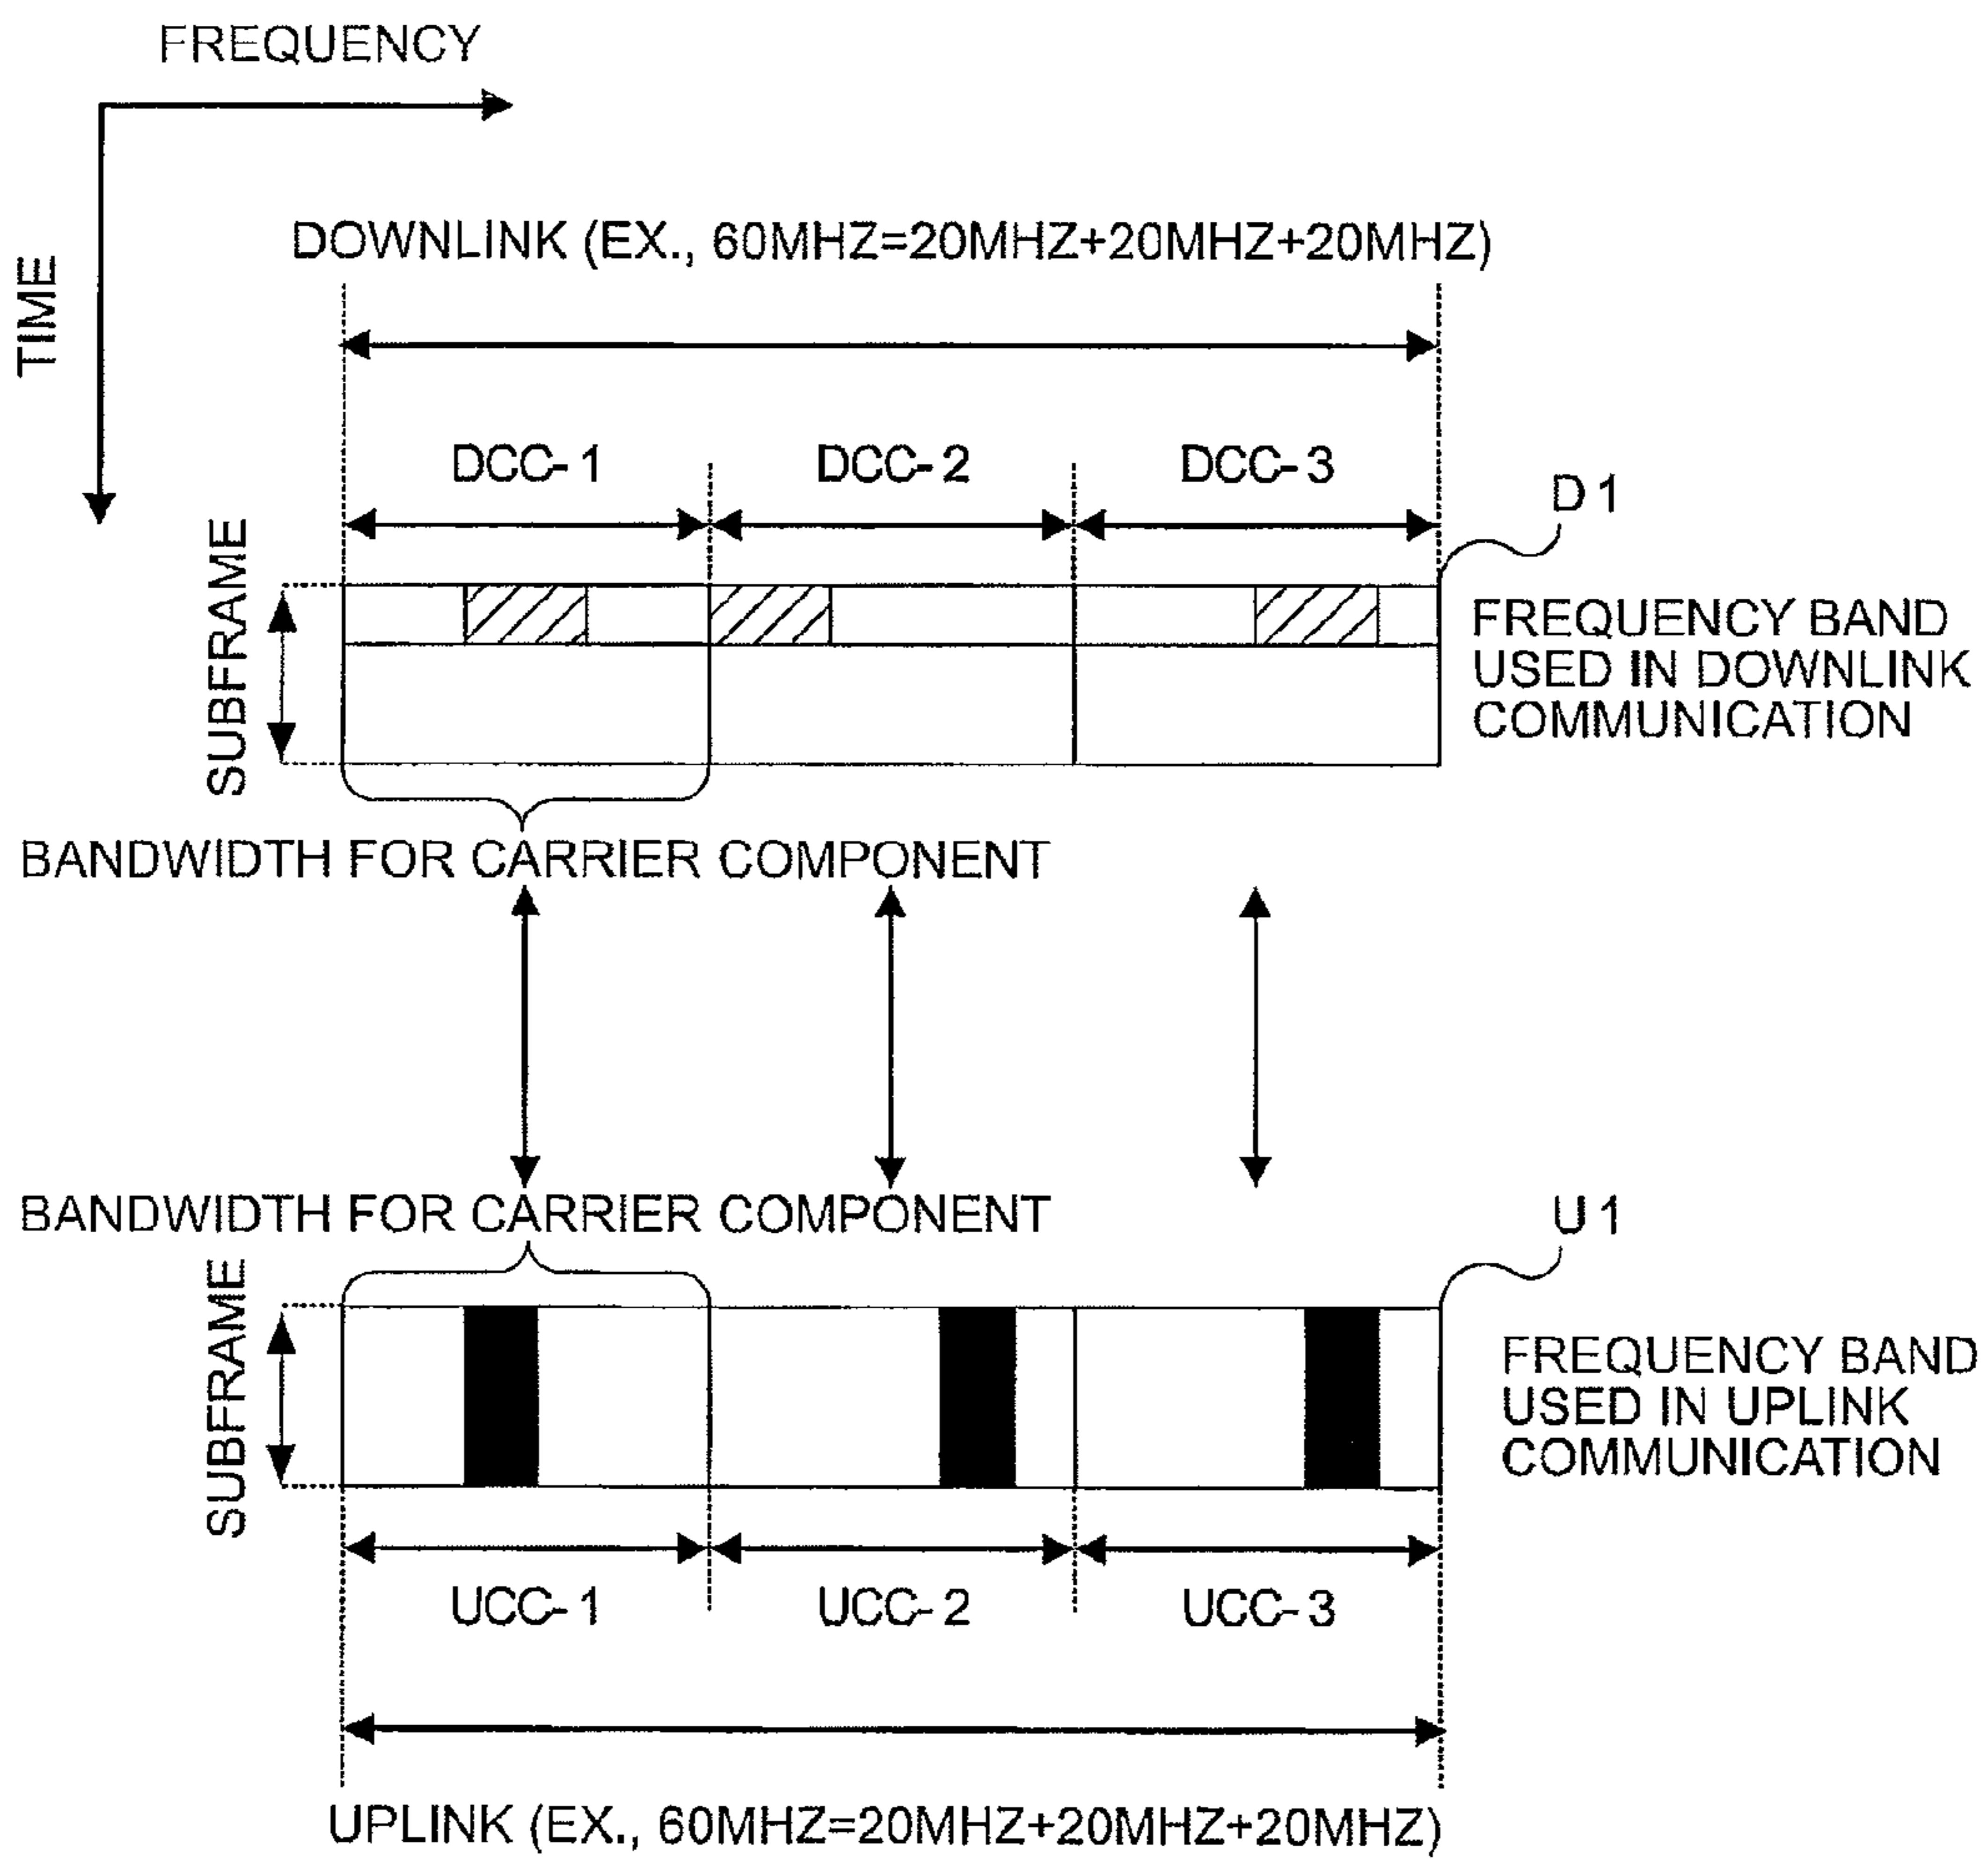 FREQUENCY
TIME
DOWNLINK (EX., 60MHZ=20MHZ+20MHZ+20MHZ)
DCC-1
DCC-2
DCC-3
D1
SUBFRAME
FREQUENCY BAND
USED IN DOWNLINK
COMMUNICATION
BANDWIDTH FOR CARRIER COMPONENT
BANDWIDTH FOR CARRIER COMPONENT
U1
SUBFRAME
FREQUENCY BAND
USED IN UPLINK
COMMUNICATION
UCC-1
UCC-2
UCC-3
UPLINK (EX., 60MHZ=20MHZ+20MHZ+20MHZ)